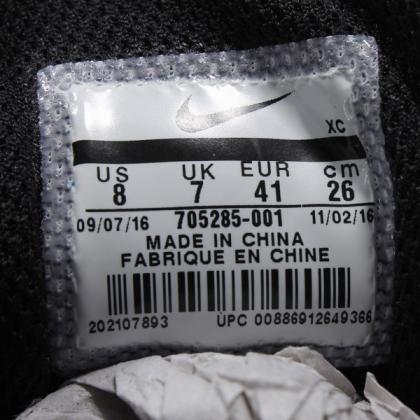 XC
US UK EUR cm
8 7 41 26
09/07/16 705285-001 11/02/16
MADE IN CHINA
FABRIQUE EN CHINE
202107893 UPC 00886912649366